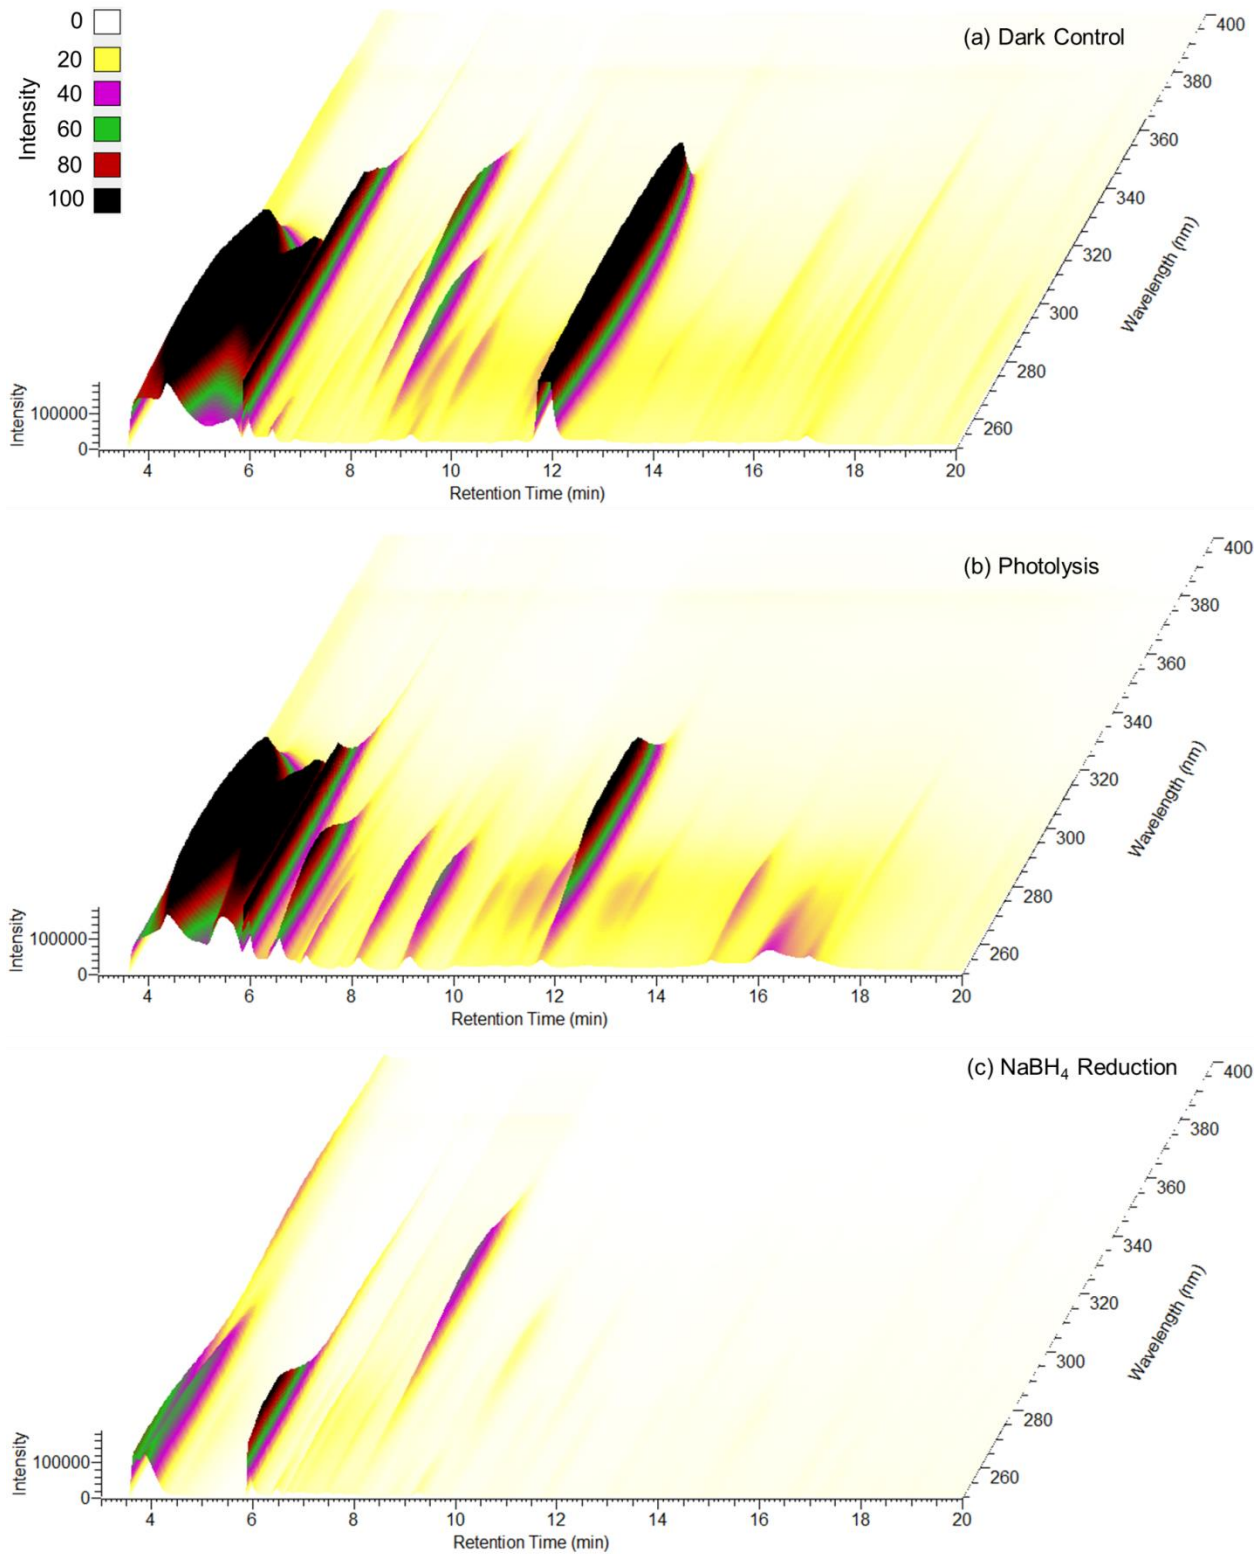 0
20
40
60
80
100
Intensity
(a) Dark Control
400
380
360
340
320
300
280
260
Wavelength (nm)
Intensity
100000
0
4 6 8 10 12 14 16 18 20
Retention Time (min)
(b) Photolysis
400
380
360
340
320
300
280
260
Wavelength (nm)
Intensity
100000
0
4 6 8 10 12 14 16 18 20
Retention Time (min)
(c) NaBH4 Reduction
400
380
360
340
320
300
280
260
Wavelength (nm)
Intensity
100000
0
4 6 8 10 12 14 16 18 20
Retention Time (min)